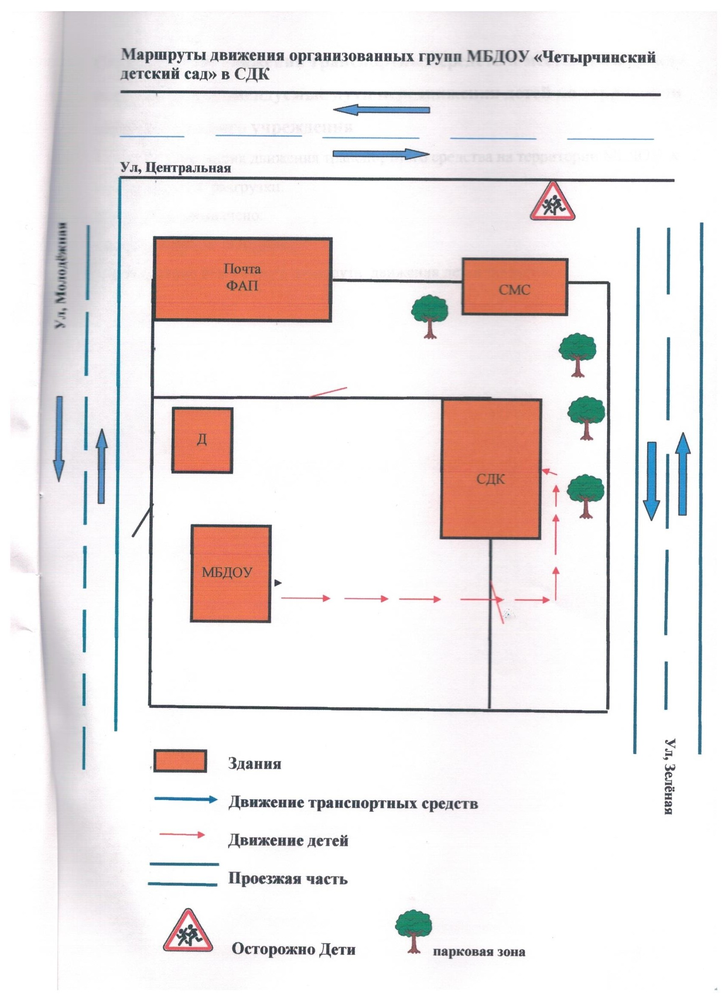 Маршруты движения организованных групп МБДОУ «Четырчинский
детский сад» в СДК
Ул, Центральная
Ул, Молодёжная
Почта
ФАП
СМС
Д
СДК
МБДОУ
Ул, Зелёная
Здания
Движение транспортных средств
Движение детей
Проезжая часть
Осторожно Дети
парковая зона